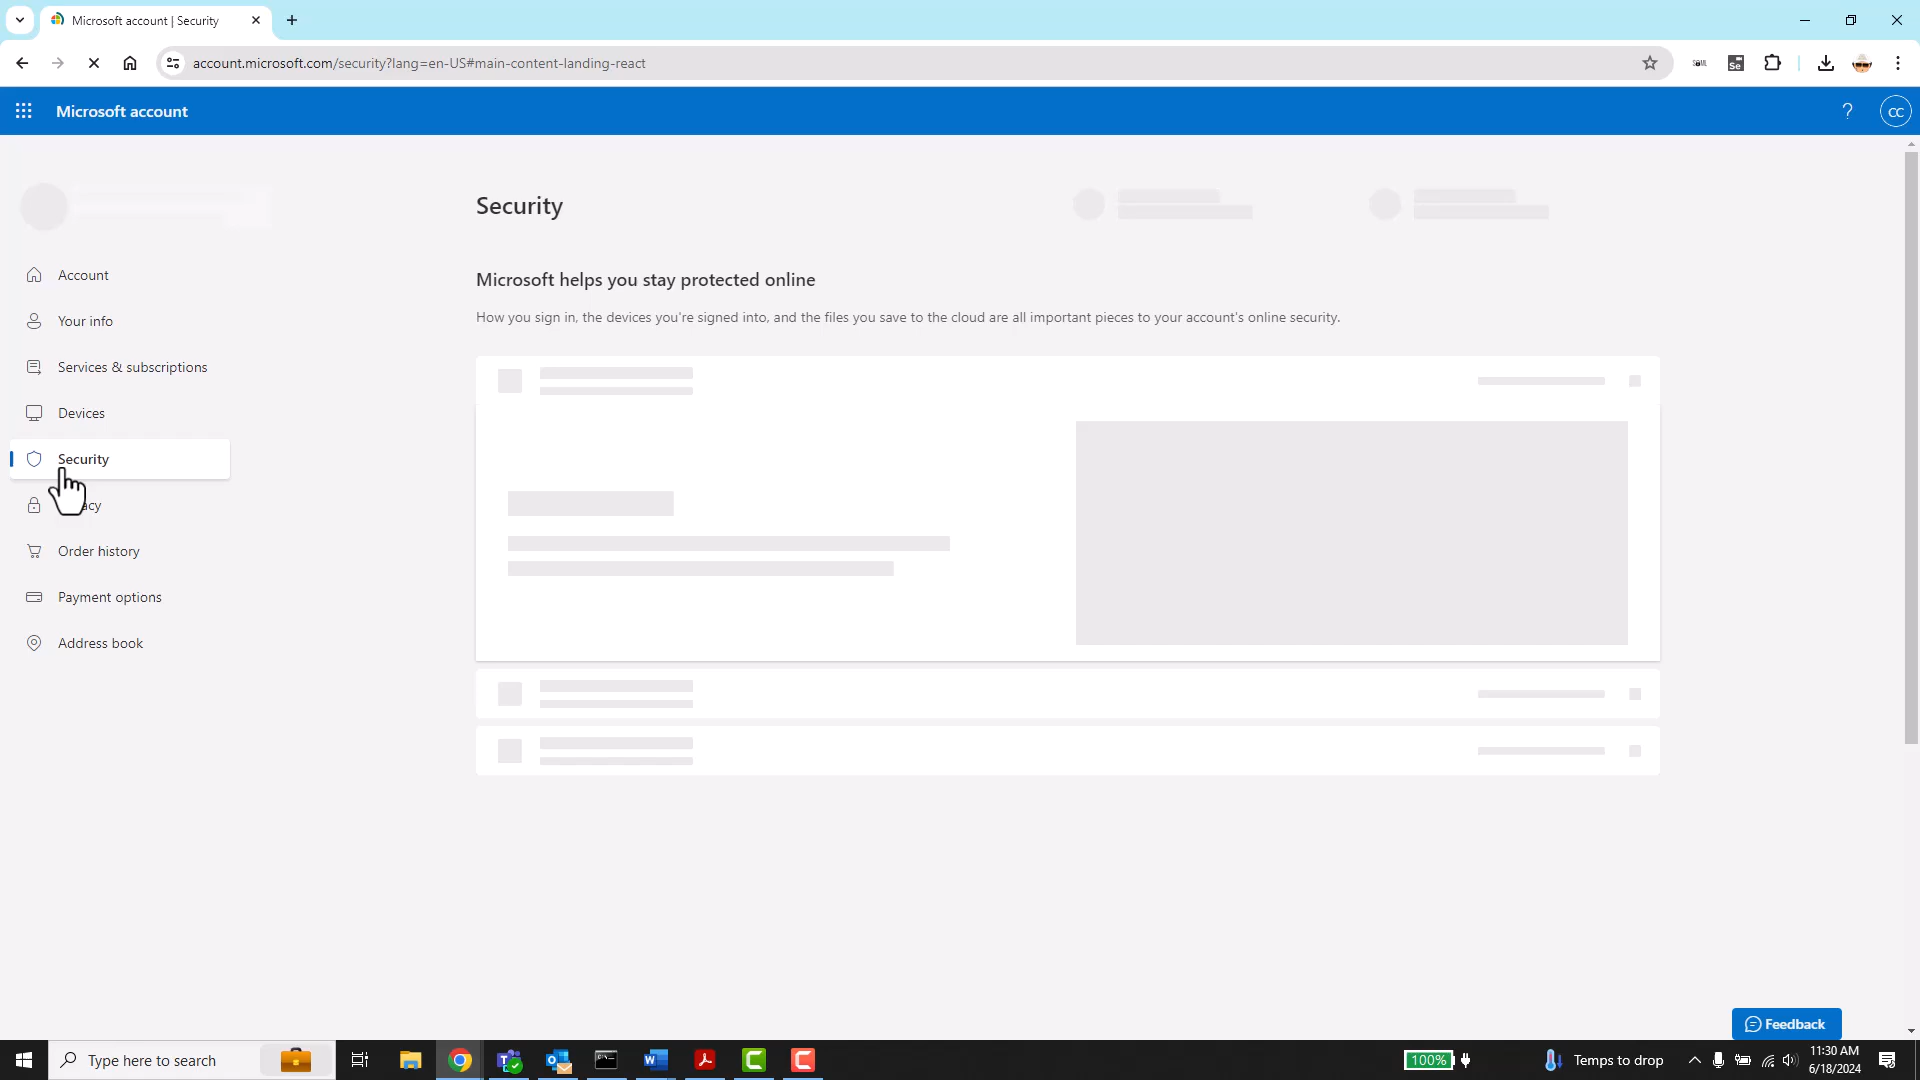 Microsoft account | Security
account.microsoft.com/security?lang=en-US#main-content-landing-react
Microsoft account
?
CC
Security
Microsoft helps you stay protected online
How you sign in, the devices you're signed into, and the files you save to the cloud are all important pieces to your account's online security.
Account
Your info
Services & subscriptions
Devices
Security
acy
Order history
Payment options
Address book
Feedback
Type here to search
100%
Temps to drop
11:30 AM
6/18/2024